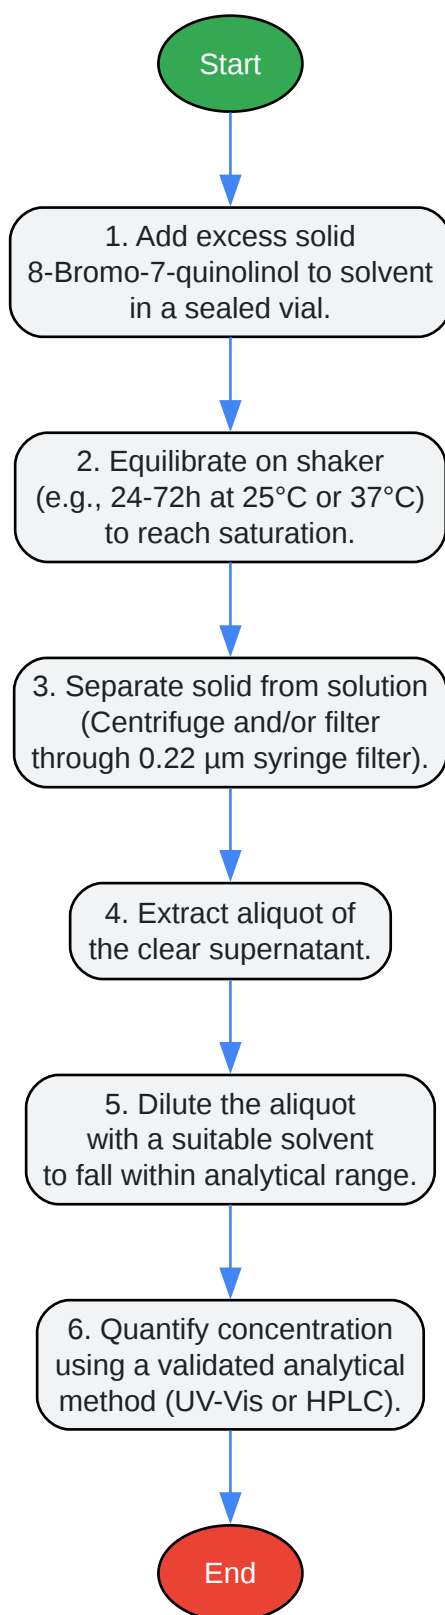 Start
1. Add excess solid
8-Bromo-7-quinolinol to solvent
in a sealed vial.
2. Equilibrate on shaker
(e.g., 24-72h at 25°C or 37°C)
to reach saturation.
3. Separate solid from solution
(Centrifuge and/or filter
through 0.22 µm syringe filter).
4. Extract aliquot of
the clear supernatant.
5. Dilute the aliquot
with a suitable solvent
to fall within analytical range.
6. Quantify concentration
using a validated analytical
method (UV-Vis or HPLC).
End